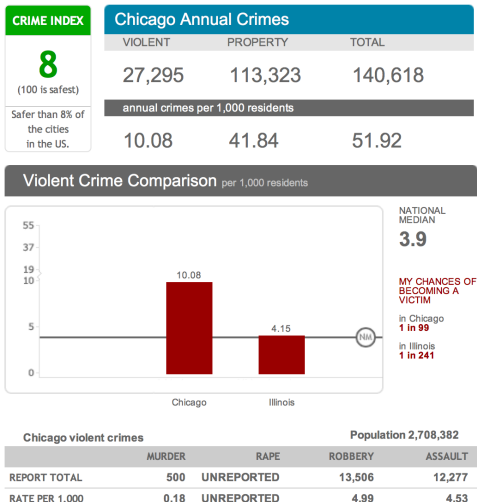 CRIME INDEX
8
(100 is safest)
Safer than 8% of
the cities
in the US.
Chicago Annual Crimes
VIOLENT PROPERTY TOTAL
27,295 113,323 140,618
annual crimes per 1,000 residents
10.08 41.84 51.92
Violent Crime Comparison per 1,000 residents
55
37
19
10
5
0
10.08
4.15
NM
Chicago Illinois
NATIONAL
MEDIAN
3.9
MY CHANCES OF
BECOMING A
VICTIM
in Chicago
1 in 99
in Illinois
1 in 241
Chicago violent crimes Population 2,708,382
MURDER RAPE ROBBERY ASSAULT
REPORT TOTAL 500 UNREPORTED 13,506 12,277
RATE PER 1,000 0.18 UNREPORTED 4.99 4.53